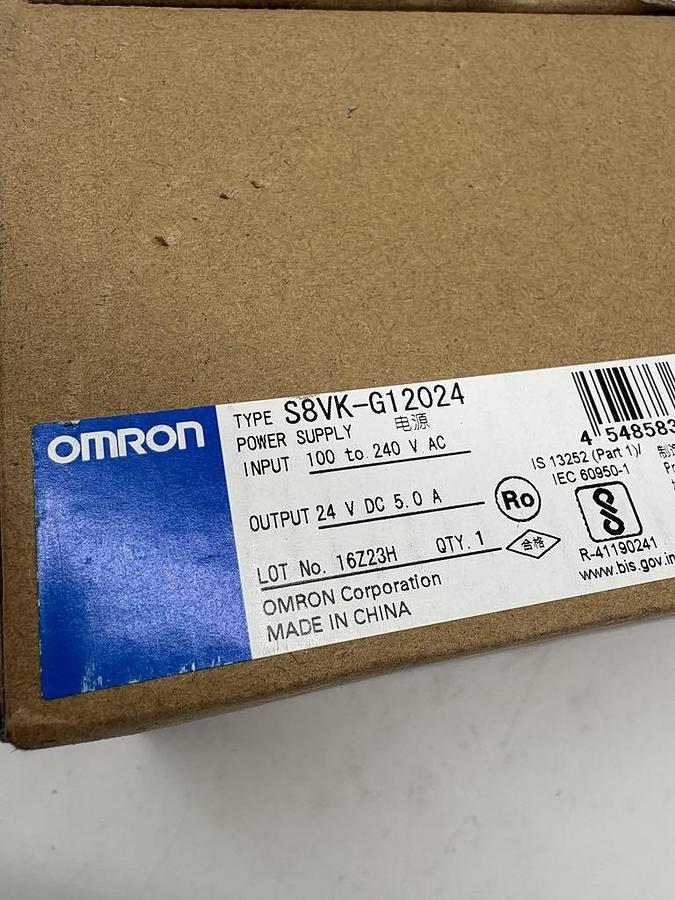 OMRON
TYPE S8VK-G12024
POWER SUPPLY 电源
INPUT 100 to 240 V AC
OUTPUT 24 V DC 5.0 A
LOT No. 16Z23H QTY. 1
OMRON Corporation
MADE IN CHINA
Ro
合格
4 548583
IS 13252 (Part 1)/
IEC 60950-1
R-41190241
www.bis.gov.in